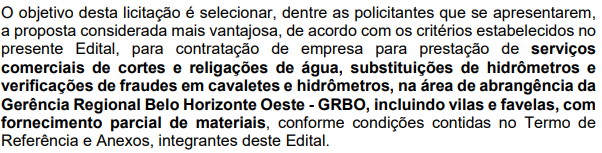 O objetivo desta licitação é selecionar, dentre as policitantes que se apresentarem,
a proposta considerada mais vantajosa, de acordo com os critérios estabelecidos no
presente Edital, para contratação de empresa para prestação de serviços
comerciais de cortes e religações de água, substituições de hidrômetros e
verificações de fraudes em cavaletes e hidrômetros, na área de abrangência da
Gerência Regional Belo Horizonte Oeste - GRBO, incluindo vilas e favelas, com
fornecimento parcial de materiais, conforme condições contidas no Termo de
Referência e Anexos, integrantes deste Edital.